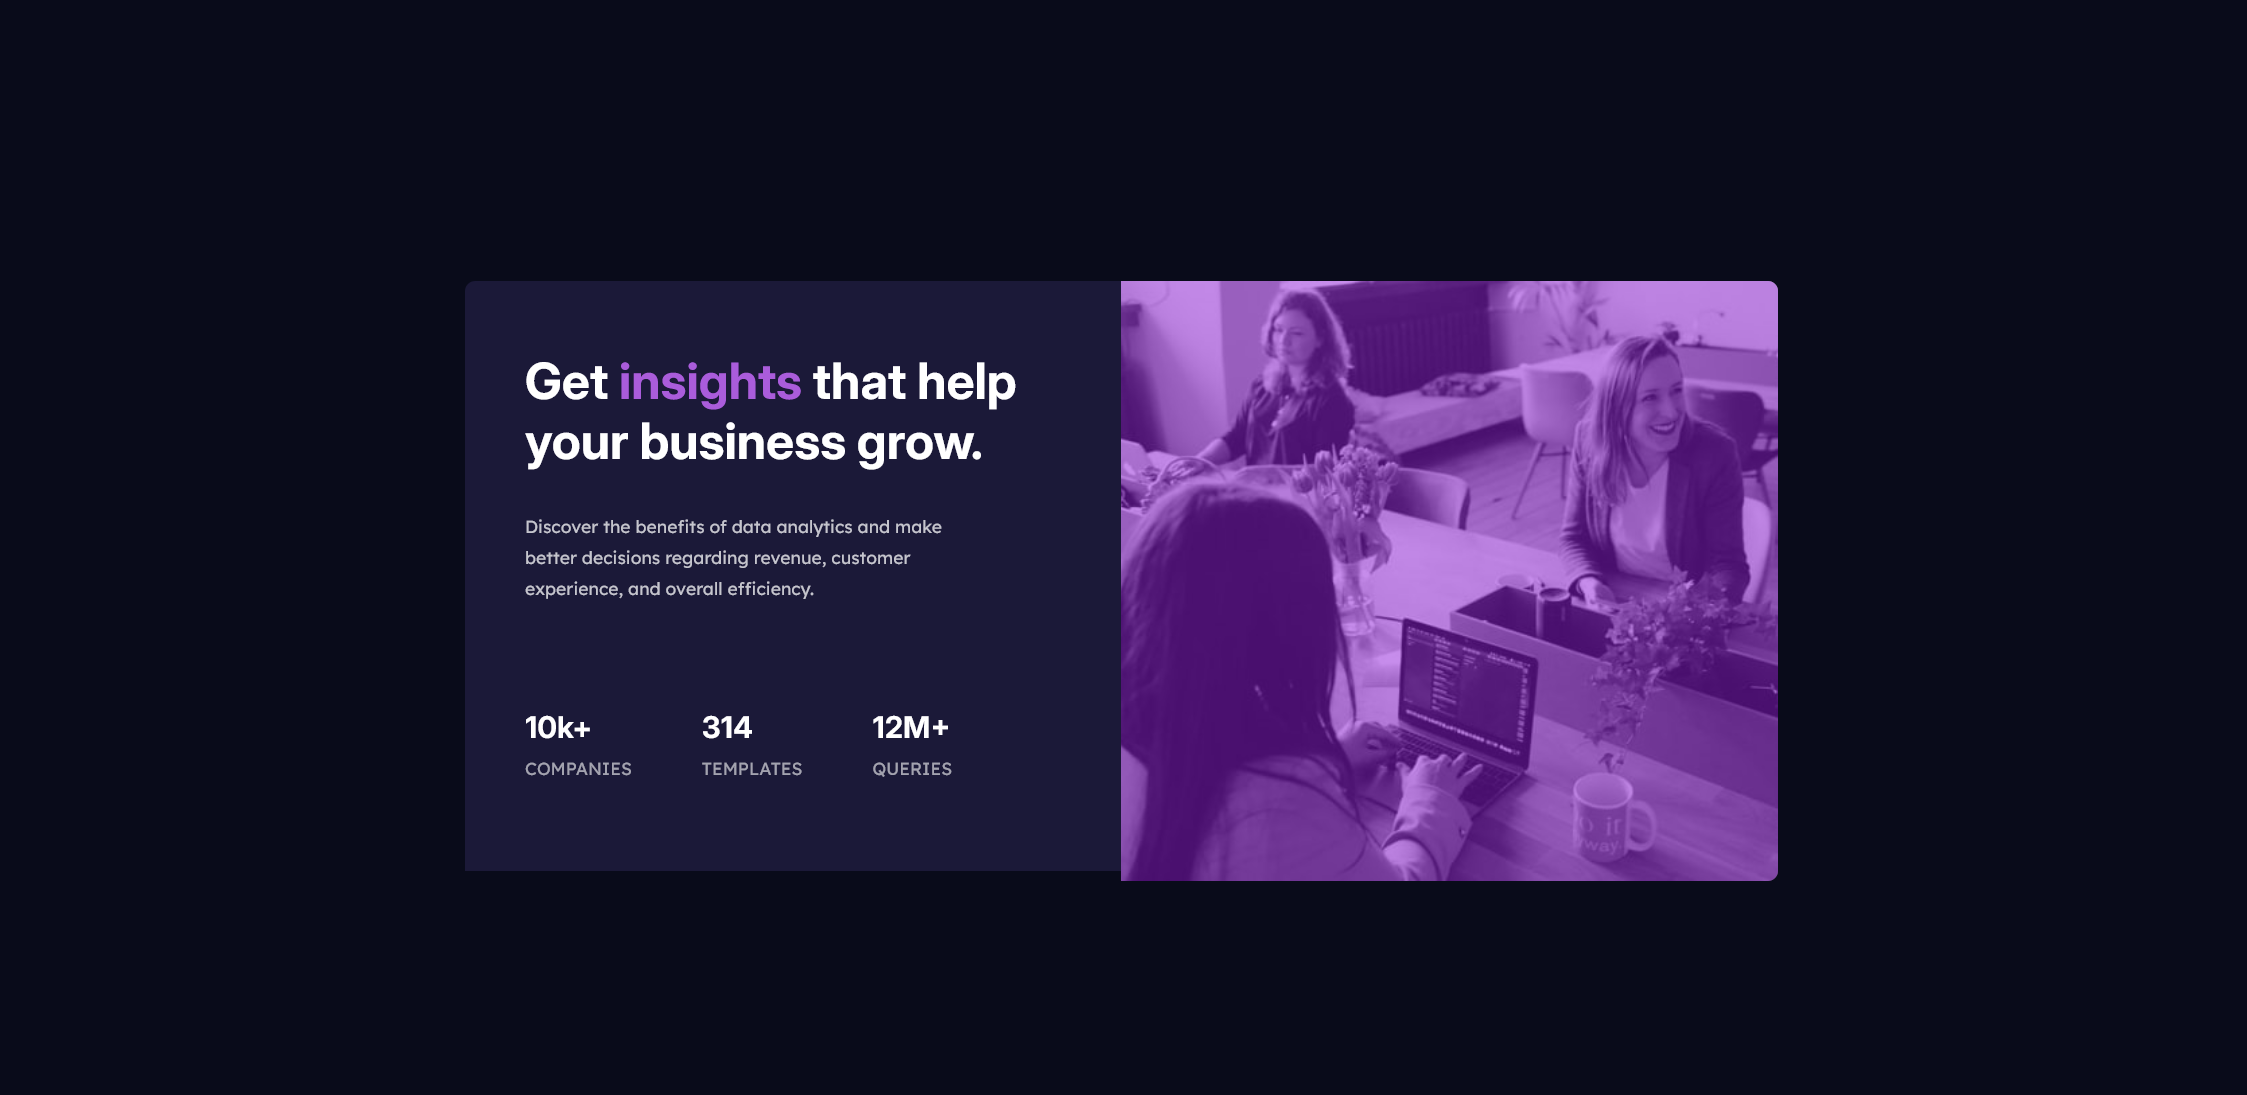 Get insights that help
your business grow.
Discover the benefits of data analytics and make
better decisions regarding revenue, customer
experience, and overall efficiency.
10k+ 314 12M+
COMPANIES TEMPLATES QUERIES